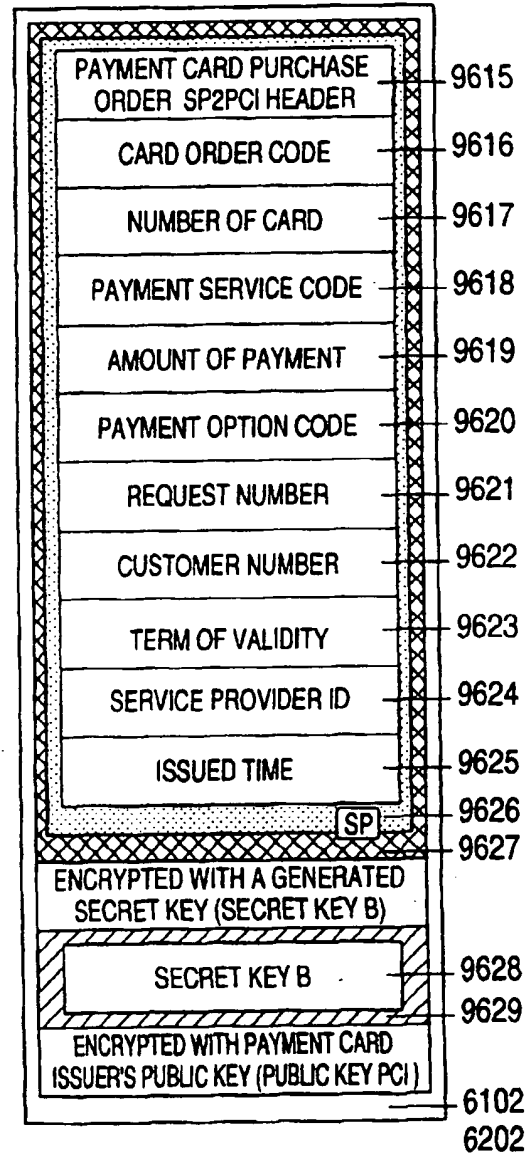 PAYMENT CARD PURCHASE
ORDER SP2PCI HEADER
9615
CARD ORDER CODE
9616
NUMBER OF CARD
9617
PAYMENT SERVICE CODE
9618
AMOUNT OF PAYMENT
9619
PAYMENT OPTION CODE
9620
REQUEST NUMBER
9621
CUSTOMER NUMBER
9622
TERM OF VALIDITY
9623
SERVICE PROVIDER ID
9624
ISSUED TIME
9625
SP
9626
9627
ENCRYPTED WITH A GENERATED
SECRET KEY (SECRET KEY B)
SECRET KEY B
9628
9629
ENCRYPTED WITH PAYMENT CARD
ISSUER'S PUBLIC KEY (PUBLIC KEY PCI)
6102
6202